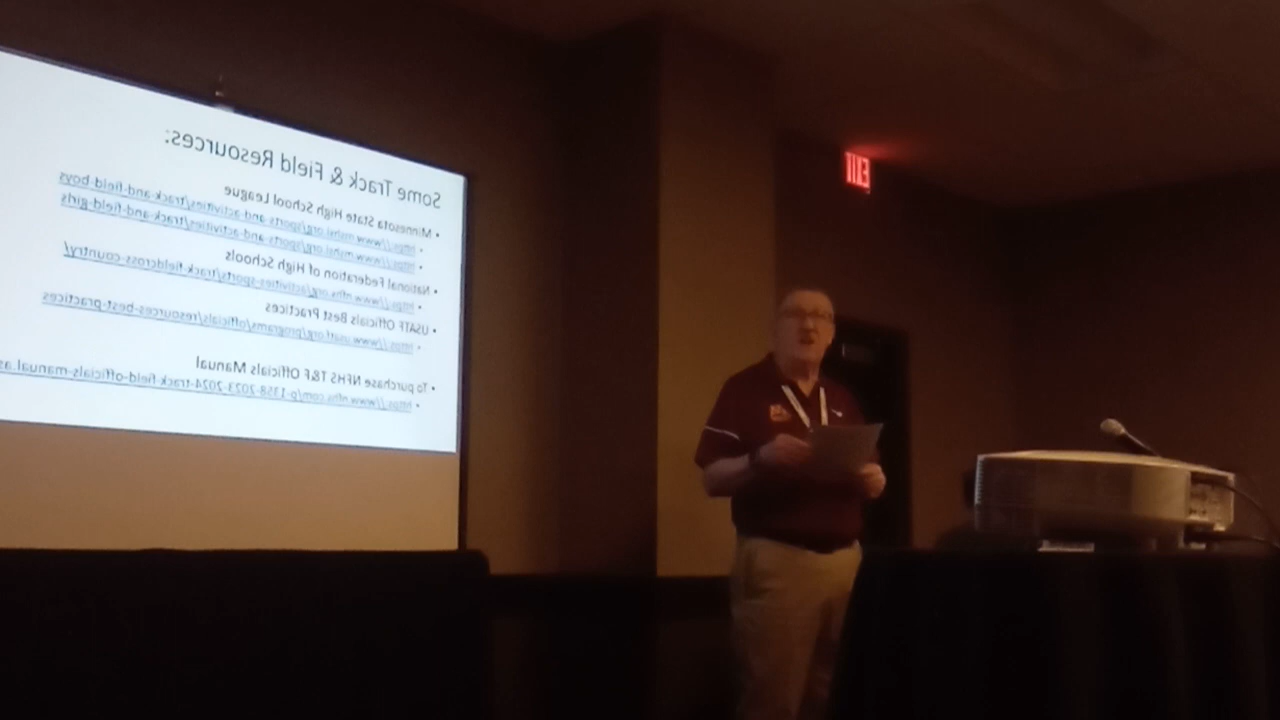 Some Track & Field Resources:
• Minnesota State High School League
• https://www.mshsl.org/sports-and-activities/track-and-field-boys
• https://www.mshsl.org/sports-and-activities/track-and-field-girls
• National Federation of High Schools
• https://www.nfhs.org/activities-sports/track-fieldcross-country/
• USATF Officials Best Practices
• https://www.usatf.org/programs/officials/resources/best-practices
• To purchase NFHS T&F Officials Manual
• https://www.nfhs.com/p-1358-2023-2024-track-field-officials-manual.as
EXIT